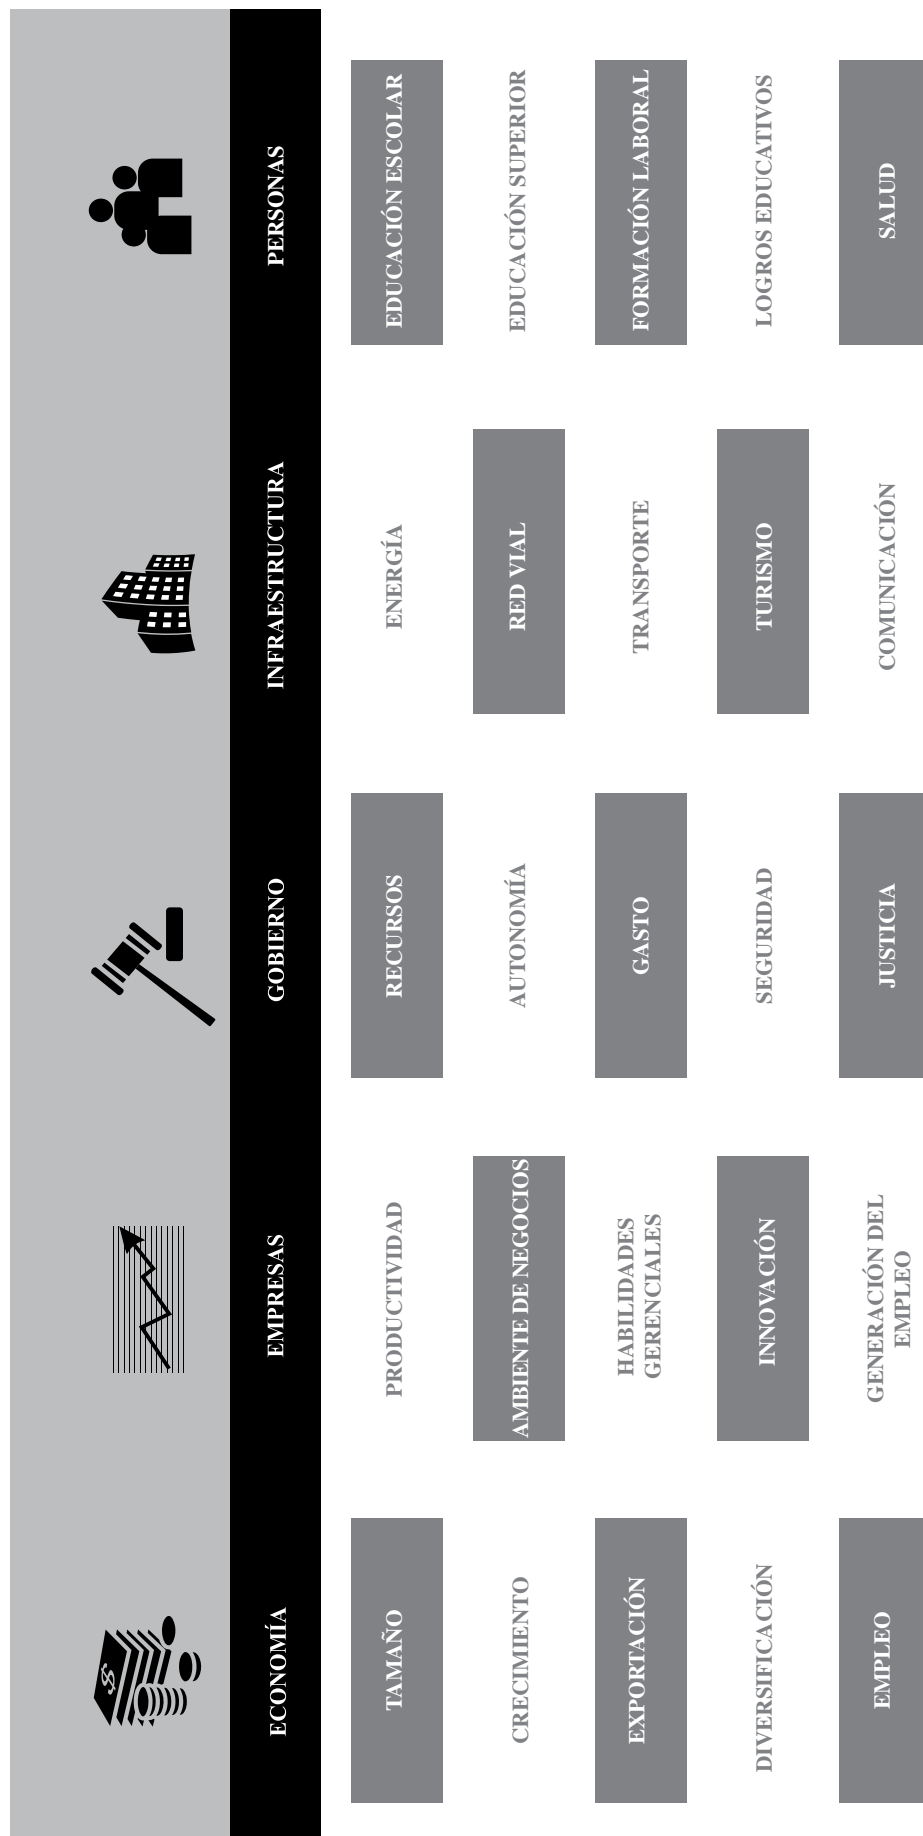 ECONOMÍA
EMPRESAS
GOBIERNO
INFRAESTRUCTURA
PERSONAS
TAMAÑO
PRODUCTIVIDAD
RECURSOS
ENERGÍA
EDUCACIÓN ESCOLAR
CRECIMIENTO
AMBIENTE DE NEGOCIOS
AUTONOMÍA
RED VIAL
EDUCACIÓN SUPERIOR
EXPORTACIÓN
HABILIDADES
GERENCIALES
GASTO
TRANSPORTE
FORMACIÓN LABORAL
DIVERSIFICACIÓN
INNOVACIÓN
SEGURIDAD
TURISMO
LOGROS EDUCATIVOS
EMPLEO
GENERACIÓN DEL
EMPLEO
JUSTICIA
COMUNICACIÓN
SALUD